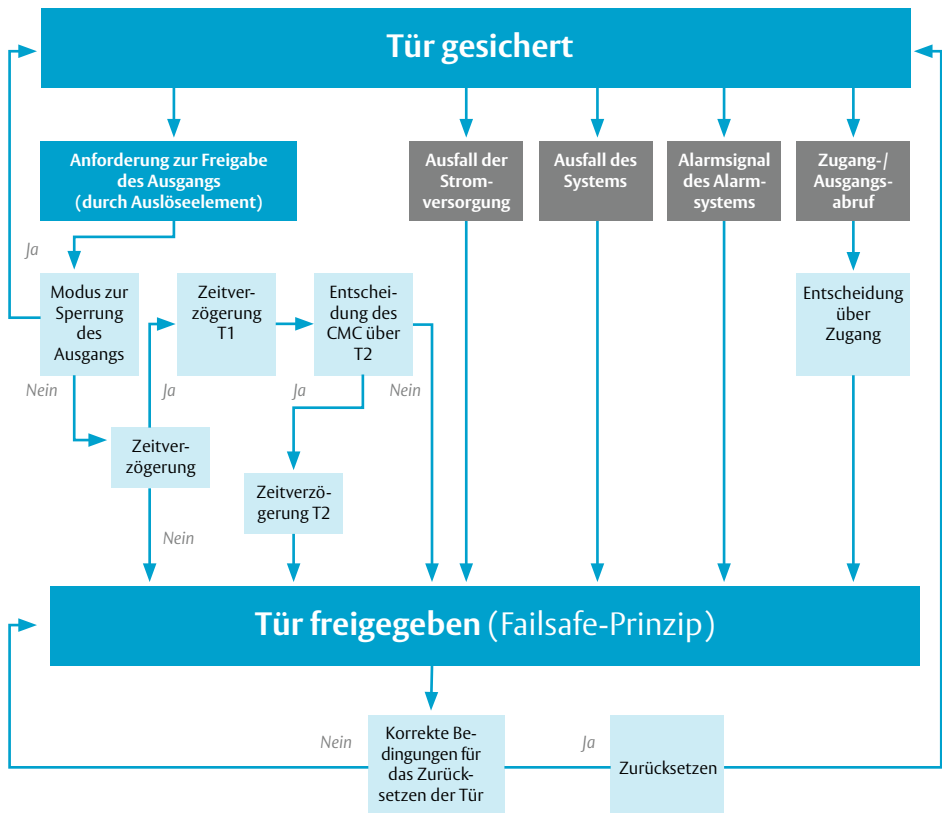 Tür gesichert
Anforderung zur Freigabe
des Ausgangs
(durch Auslöseelement)
Ausfall der
Strom-
versorgung
Ausfall des
Systems
Alarmsignal
des Alarm-
systems
Zugang-/
Ausgangs-
abruf
Ja
Modus zur
Sperrung
des
Ausgangs
Zeitver-
zögerung
T1
Entschei-
dung des
CMC über
T2
Entscheidung
über
Zugang
Nein
Ja
Ja
Nein
Zeitver-
zögerung
Zeitverzö-
gerung T2
Nein
Tür freigegeben (Failsafe-Prinzip)
Nein
Korrekte Be-
dingungen für
das Zurück-
setzen der Tür
Ja
Zurücksetzen